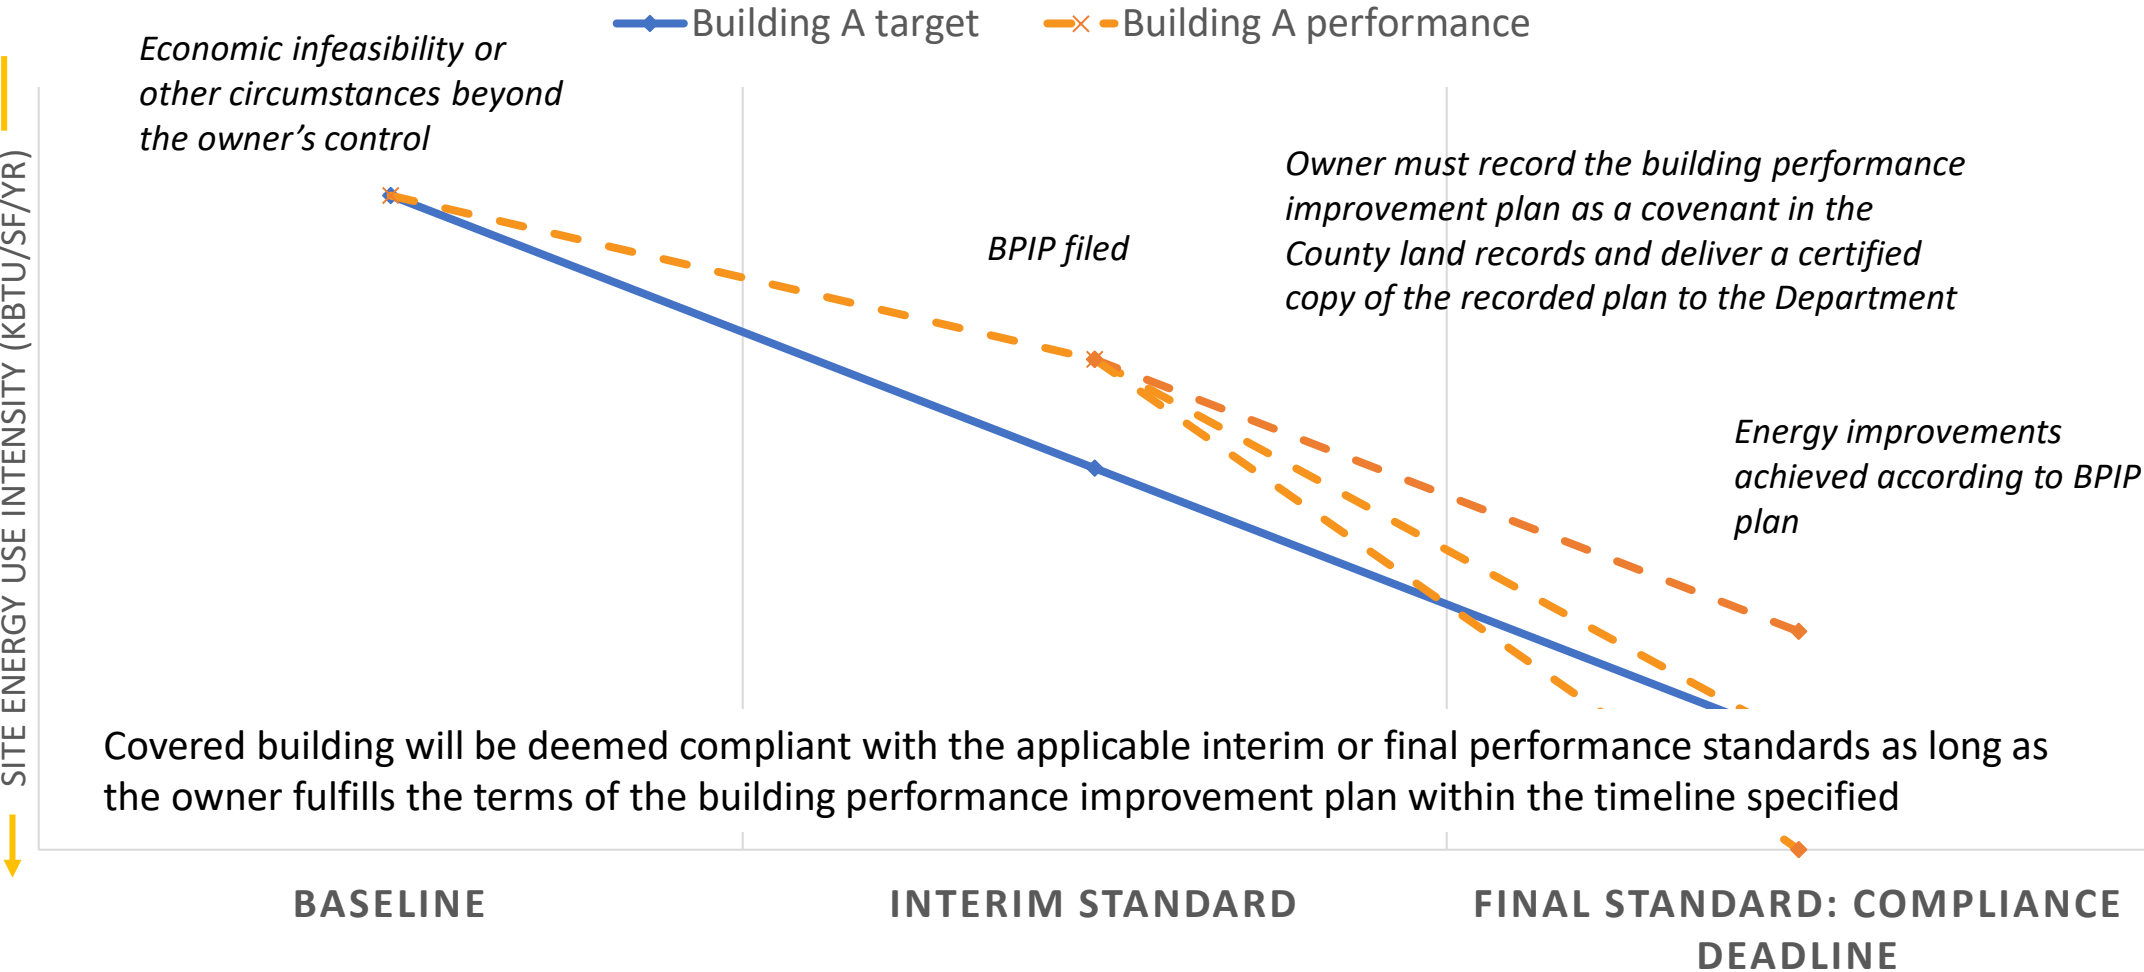 Building A target
Building A performance
Economic infeasibility or
other circumstances beyond
the owner’s control
BPIP filed
Owner must record the building performance
improvement plan as a covenant in the
County land records and deliver a certified
copy of the recorded plan to the Department
Energy improvements
achieved according to BPIP
plan
SITE ENERGY USE INTENSITY (KBTU/SF/YR)
Covered building will be deemed compliant with the applicable interim or final performance standards as long as
the owner fulfills the terms of the building performance improvement plan within the timeline specified
BASELINE
INTERIM STANDARD
FINAL STANDARD: COMPLIANCE
DEADLINE